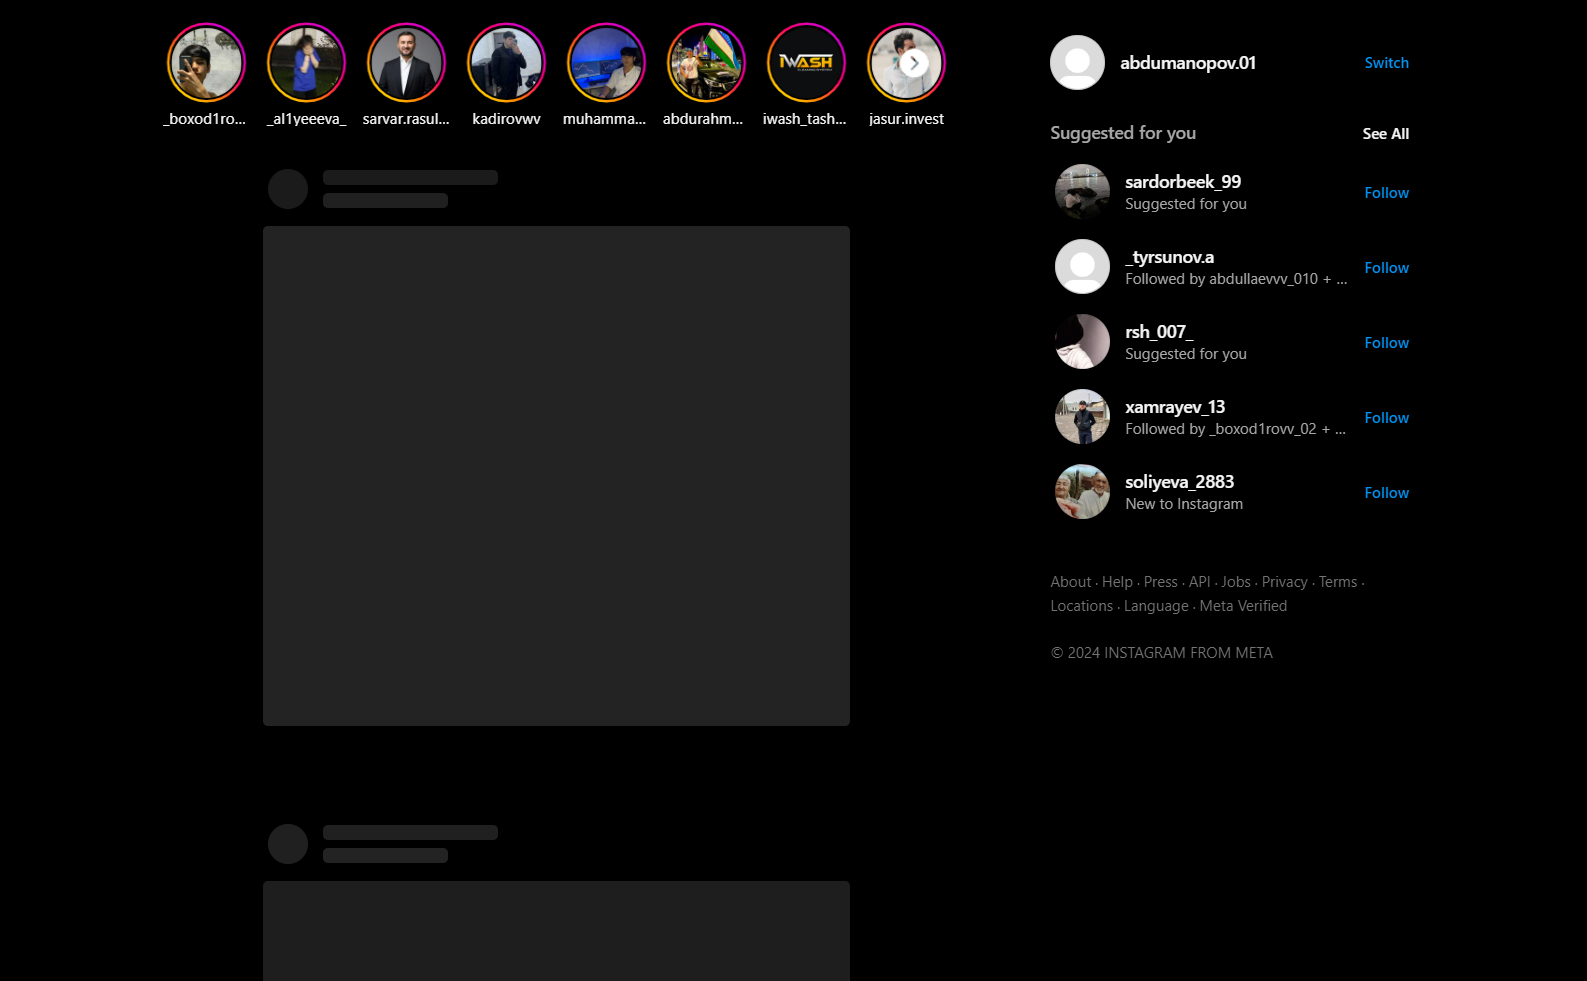 _boxod1ro...
_al1yeeeva_
sarvar.rasul...
kadirovwv
muhamma...
abdurahm...
iWASH
iwash_tash...
jasur.invest
abdumanopov.01
Switch
Suggested for you
See All
sardorbeek_99
Suggested for you
Follow
_tyrsunov.a
Followed by abdullaevvv_010 + ...
Follow
rsh_007_
Suggested for you
Follow
xamrayev_13
Followed by _boxod1rovv_02 + ...
Follow
soliyeva_2883
New to Instagram
Follow
About · Help · Press · API · Jobs · Privacy · Terms ·
Locations · Language · Meta Verified
© 2024 INSTAGRAM FROM META